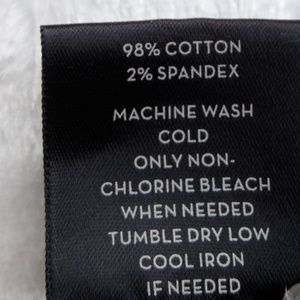 98% COTTON
2% SPANDEX
MACHINE WASH
COLD
ONLY NON-
CHLORINE BLEACH
WHEN NEEDED
TUMBLE DRY LOW
COOL IRON
IF NEEDED